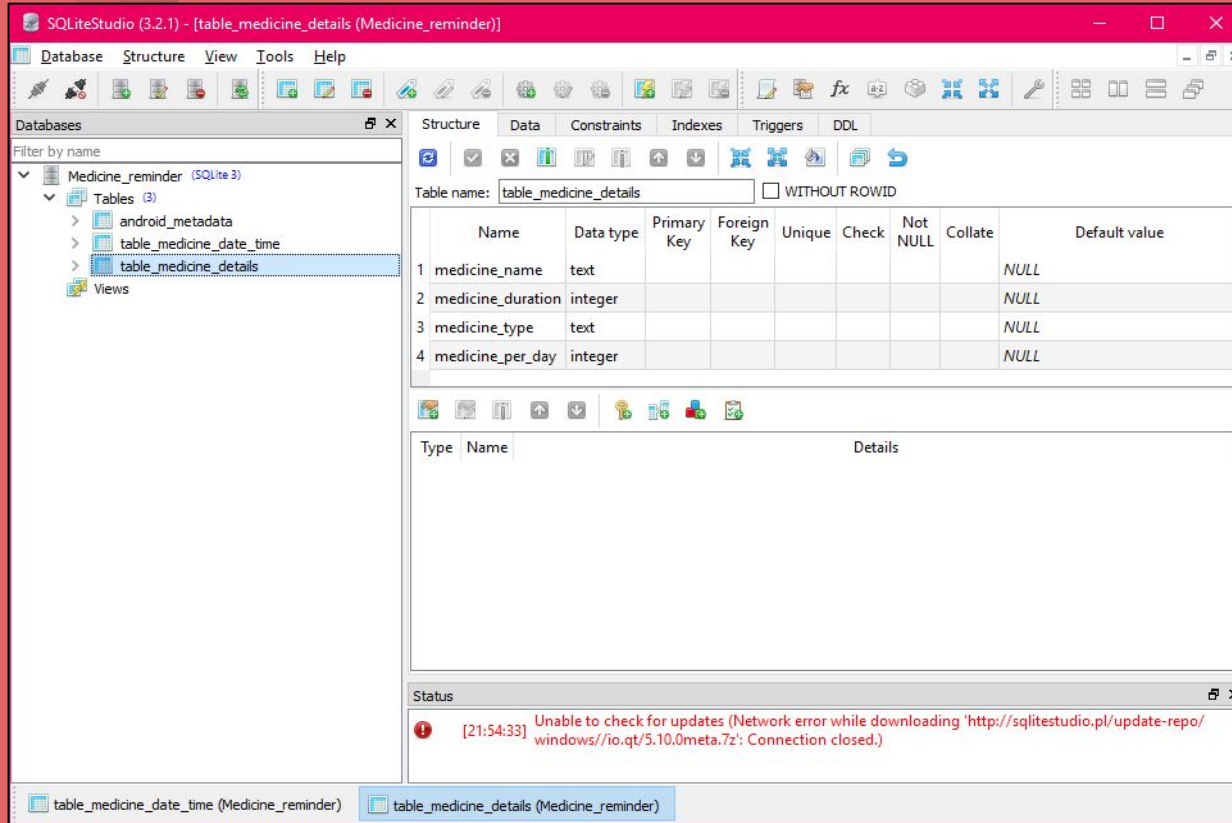 SQLiteStudio (3.2.1) - [table_medicine_details (Medicine_reminder)]
Database Structure View Tools Help
Databases
Filter by name
Medicine_reminder (SQLite 3)
Tables (3)
android_metadata
table_medicine_date_time
table_medicine_details
Views
Structure Data Constraints Indexes Triggers DDL
Table name: table_medicine_details WITHOUT ROWID
Name Data type Primary Key Foreign Key Unique Check Not NULL Collate Default value
1 medicine_name text NULL
2 medicine_duration integer NULL
3 medicine_type text NULL
4 medicine_per_day integer NULL
Type Name Details
Status
[21:54:33] Unable to check for updates (Network error while downloading 'http://sqlitestudio.pl/update-repo/
windows//io.qt/5.10.0meta.7z': Connection closed.)
table_medicine_date_time (Medicine_reminder) table_medicine_details (Medicine_reminder)